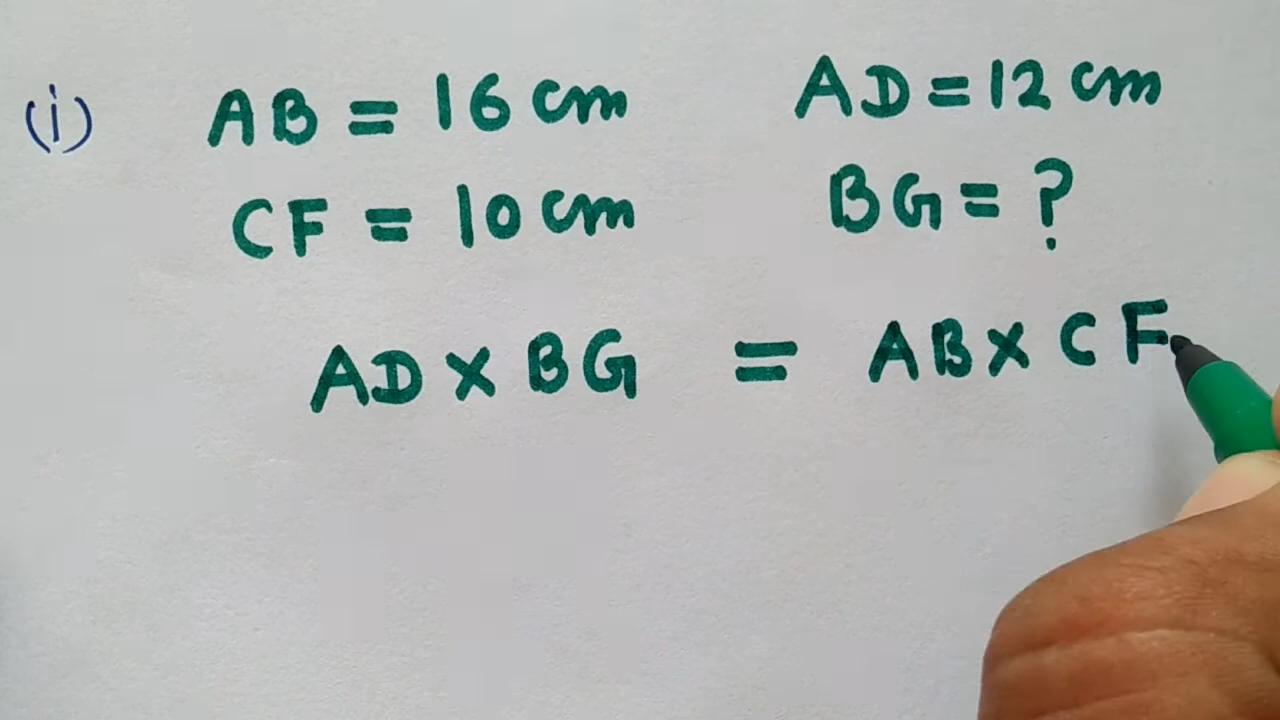 (i) AB = 16 cm AD = 12 cm
CF = 10 cm BG = ?
AD × BG = AB × CF